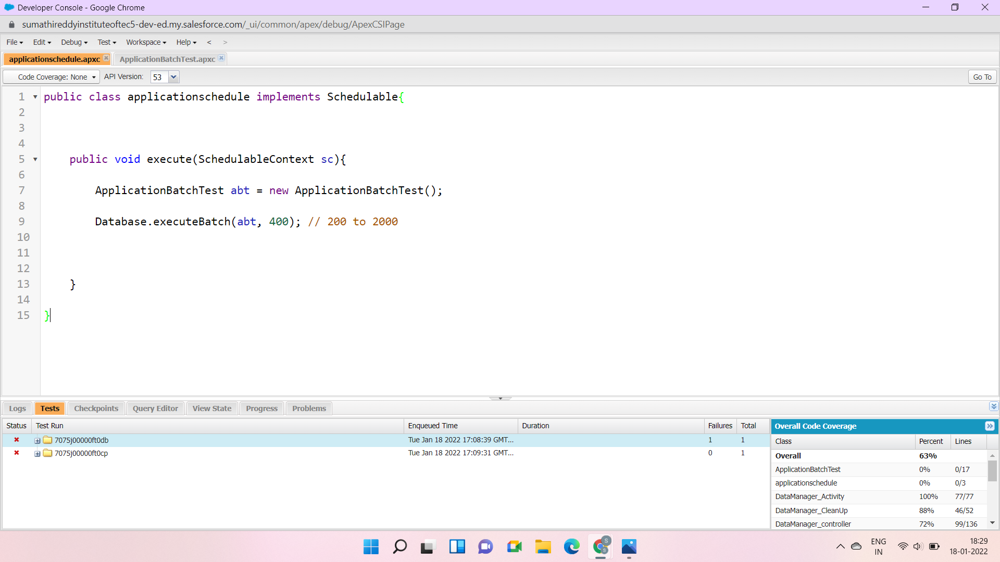 Developer Console - Google Chrome
sumathireddyinstituteoftec5-dev-ed.my.salesforce.com/_ui/common/apex/debug/ApexCSIPage
File Edit Debug Test Workspace Help < >
applicationschedule.apxc ApplicationBatchTest.apxc
Code Coverage: None API Version: 53 Go To
1 public class applicationschedule implements Schedulable{
2
3
4
5 public void execute(SchedulableContext sc){
6
7 ApplicationBatchTest abt = new ApplicationBatchTest();
8
9 Database.executeBatch(abt, 400); // 200 to 2000
10
11
12
13 }
14
15 }
Logs Tests Checkpoints Query Editor View State Progress Problems
Status Test Run Enqueued Time Duration Failures Total
7075j00000ft0db Tue Jan 18 2022 17:08:39 GMT... 1 1
7075j00000ft0cp Tue Jan 18 2022 17:09:31 GMT... 0 1
Overall Code Coverage
Class Percent Lines
Overall 63%
ApplicationBatchTest 0% 0/17
applicationschedule 0% 0/3
DataManager_Activity 100% 77/77
DataManager_CleanUp 88% 46/52
DataManager_controller 72% 99/136
S
S
ENG
IN
18:29
18-01-2022